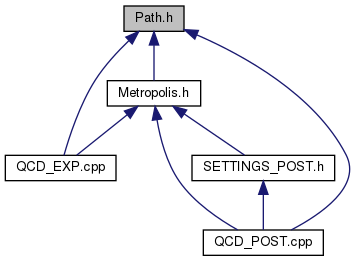 Path.h
Metropolis.h
QCD_EXP.cpp
SETTINGS_POST.h
QCD_POST.cpp